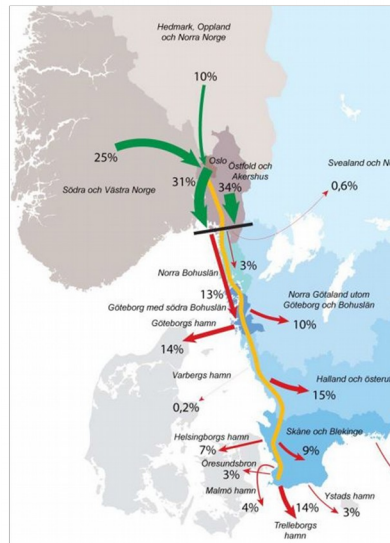 Hedmark, Oppland
och Norra Norge
10%
25%
Oslo
Östfold och
Akershus
31%
34%
Södra och Västra Norge
Svealand och No
0,6%
3%
Norra Bohuslän
13%
Göteborg med södra Bohuslän
Göteborgs hamn
Norra Götaland utom
Göteborg och Bohuslän
10%
14%
Varbergs hamn
0,2%
Halland och österut
15%
Skåne och Blekinge
9%
Helsingborgs hamn
7%
Öresundsbron
3%
Malmö hamn
4%
14%
Trelleborgs
hamn
Ystads hamn
3%